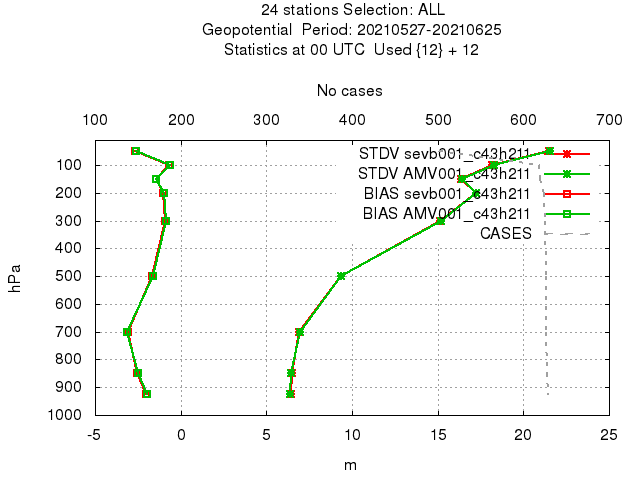 24 stations Selection: ALL
Geopotential  Period: 20210527-20210625
Statistics at 00 UTC  Used {12} + 12
No cases
100 200 300 400 500 600 700
STDV sevb001_c43h211
STDV AMV001_c43h211
BIAS sevb001_c43h211
BIAS AMV001_c43h211
CASES
hPa
100
200
300
400
500
600
700
800
900
1000
-5 0 5 10 15 20 25
m